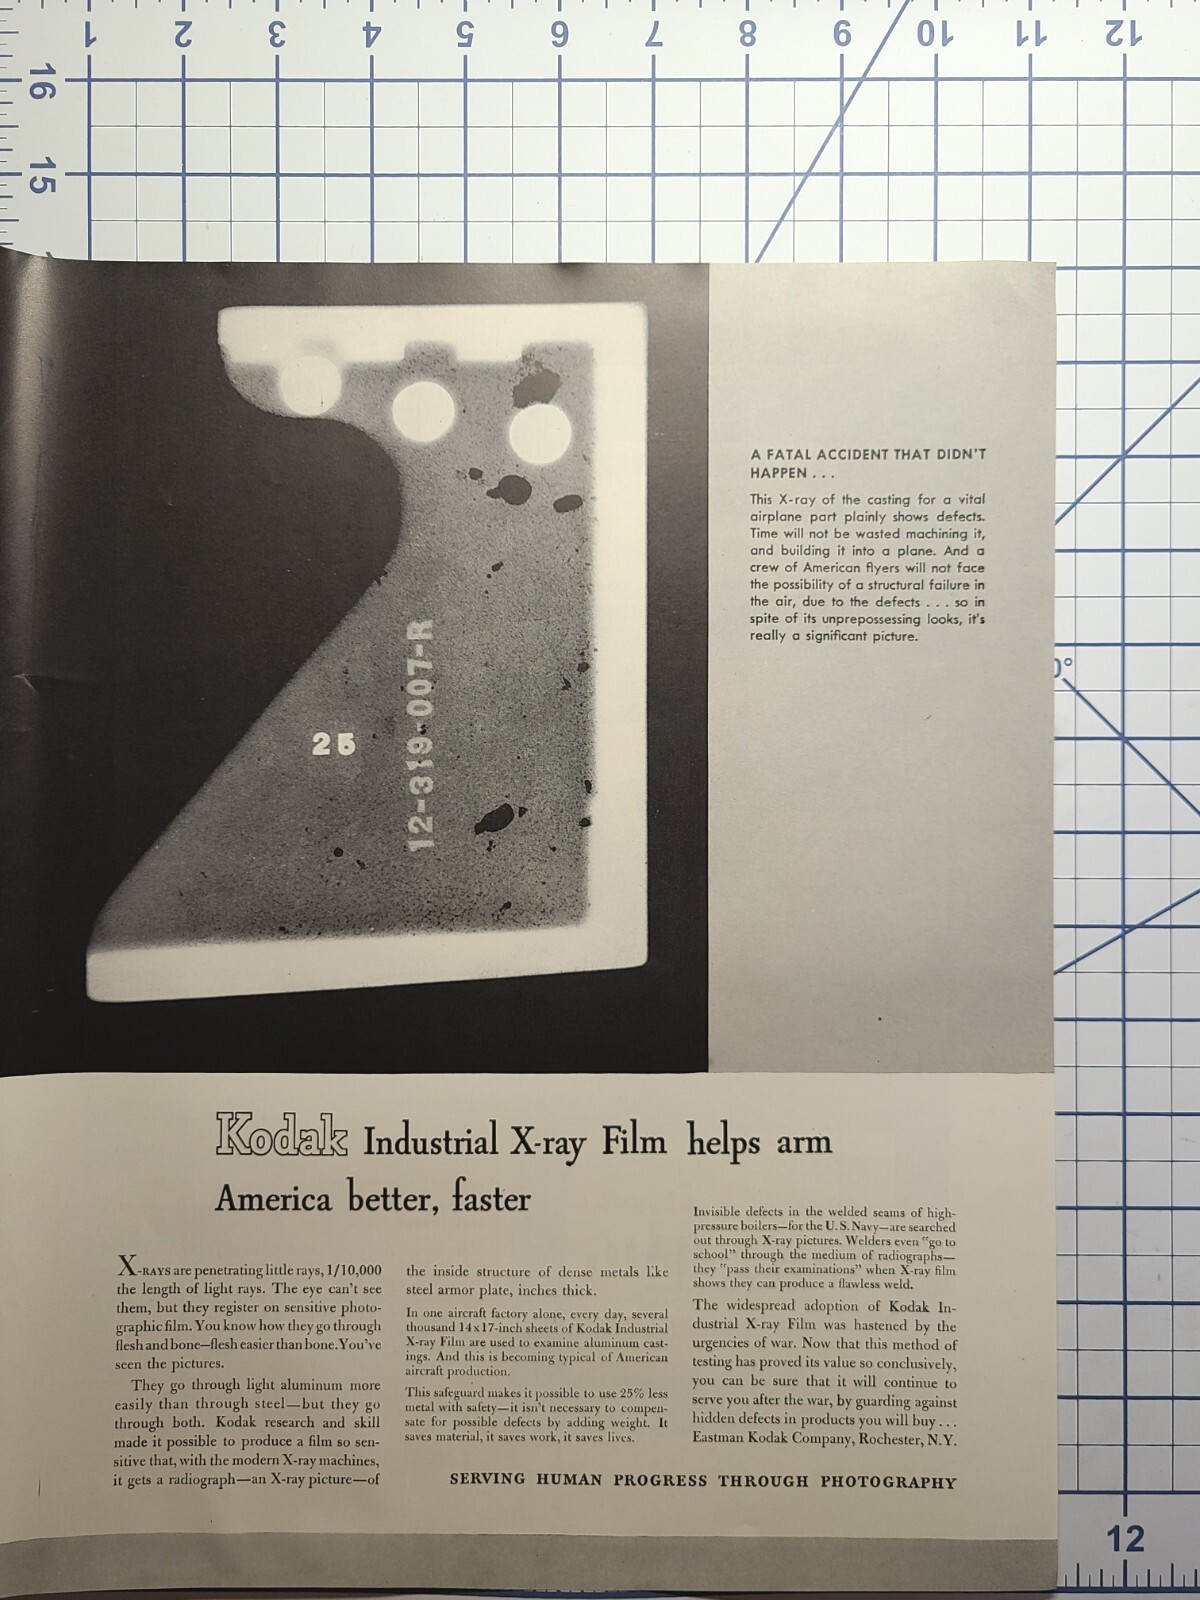 1 2 3 4 5 6 7 8 9 10 11 12
16
15
25
12-319-007-R
A FATAL ACCIDENT THAT DIDN'T
HAPPEN . . .
This X-ray of the casting for a vital
airplane part plainly shows defects.
Time will not be wasted machining it,
and building it into a plane. And a
crew of American flyers will not face
the possibility of a structural failure in
the air, due to the defects . . . so in
spite of its unprepossessing looks, it's
really a significant picture.
0°
Kodak Industrial X-ray Film helps arm
America better, faster
X-RAYS are penetrating little rays, 1/10,000
the length of light rays. The eye can't see
them, but they register on sensitive photo-
graphic film. You know how they go through
flesh and bone—flesh easier than bone. You've
seen the pictures.
They go through light aluminum more
easily than through steel—but they go
through both. Kodak research and skill
made it possible to produce a film so sen-
sitive that, with the modern X-ray machines,
it gets a radiograph—an X-ray picture—of
the inside structure of dense metals like
steel armor plate, inches thick.
In one aircraft factory alone, every day, several
thousand 14x17-inch sheets of Kodak Industrial
X-ray Film are used to examine aluminum cast-
ings. And this is becoming typical of American
aircraft production.
This safeguard makes it possible to use 25% less
metal with safety—it isn't necessary to compen-
sate for possible defects by adding weight. It
saves material, it saves work, it saves lives.
Invisible defects in the welded seams of high-
pressure boilers—for the U. S. Navy—are searched
out through X-ray pictures. Welders even "go to
school" through the medium of radiographs—
they "pass their examinations" when X-ray film
shows they can produce a flawless weld.
The widespread adoption of Kodak In-
dustrial X-ray Film was hastened by the
urgencies of war. Now that this method of
testing has proved its value so conclusively,
you can be sure that it will continue to
serve you after the war, by guarding against
hidden defects in products you will buy . . .
Eastman Kodak Company, Rochester, N.Y.
SERVING HUMAN PROGRESS THROUGH PHOTOGRAPHY
12